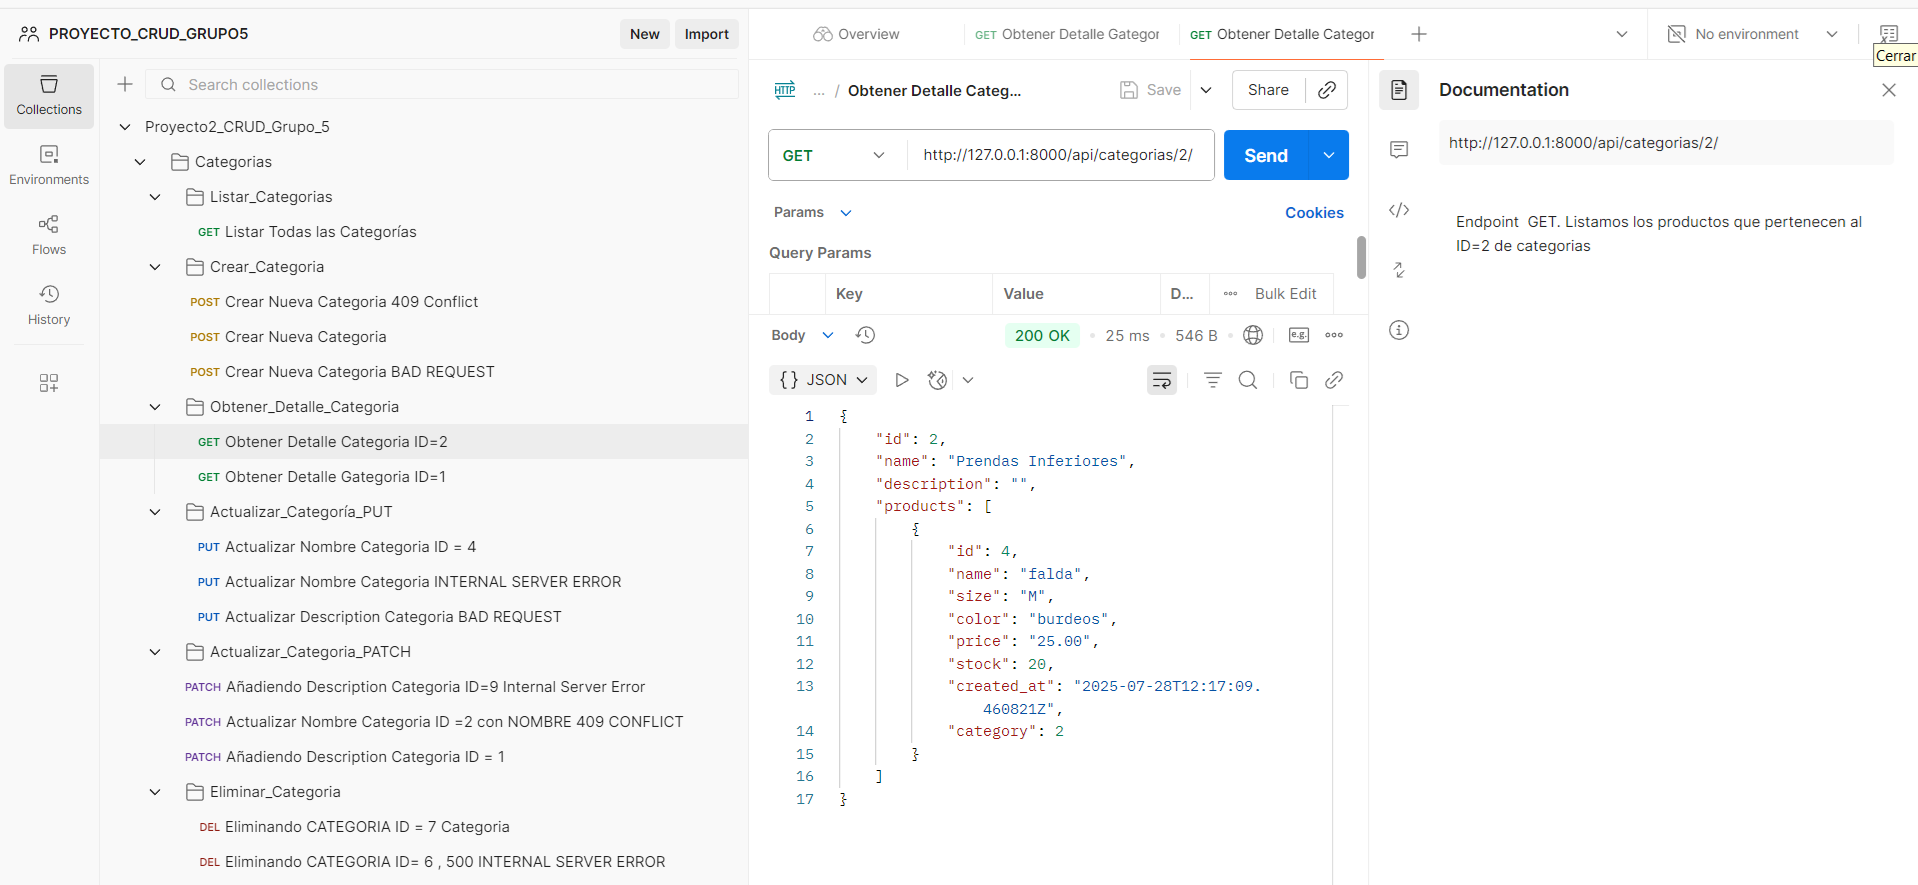 PROYECTO_CRUD_GRUPO5
New
Import
Overview
GET Obtener Detalle Gategor
GET Obtener Detalle Categor
No environment
Cerrar
Collections
Environments
Flows
History
Search collections
Proyecto2_CRUD_Grupo_5
Categorias
Listar_Categorias
GET Listar Todas las Categorías
Crear_Categoria
POST Crear Nueva Categoria 409 Conflict
POST Crear Nueva Categoria
POST Crear Nueva Categoria BAD REQUEST
Obtener_Detalle_Categoria
GET Obtener Detalle Categoria ID=2
GET Obtener Detalle Gategoria ID=1
Actualizar_Categoría_PUT
PUT Actualizar Nombre Categoria ID = 4
PUT Actualizar Nombre Categoria INTERNAL SERVER ERROR
PUT Actualizar Description Categoria BAD REQUEST
Actualizar_Categoria_PATCH
PATCH Añadiendo Description Categoria ID=9 Internal Server Error
PATCH Actualizar Nombre Categoria ID =2 con NOMBRE 409 CONFLICT
PATCH Añadiendo Description Categoria ID = 1
Eliminar_Categoria
DEL Eliminando CATEGORIA ID = 7 Categoria
DEL Eliminando CATEGORIA ID= 6 , 500 INTERNAL SERVER ERROR
HTTP ... / Obtener Detalle Categ...
Save
Share
GET
http://127.0.0.1:8000/api/categorias/2/
Send
Params
Cookies
Query Params
Key
Value
D...
Bulk Edit
Body
200 OK
25 ms
546 B
e.g.
{} JSON
1 {
2 "id": 2,
3 "name": "Prendas Inferiores",
4 "description": "",
5 "products": [
6 {
7 "id": 4,
8 "name": "falda",
9 "size": "M",
10 "color": "burdeos",
11 "price": "25.00",
12 "stock": 20,
13 "created_at": "2025-07-28T12:17:09.
460821Z",
14 "category": 2
15 }
16 ]
17 }
Documentation
http://127.0.0.1:8000/api/categorias/2/
Endpoint  GET. Listamos los productos que pertenecen al
ID=2 de categorias